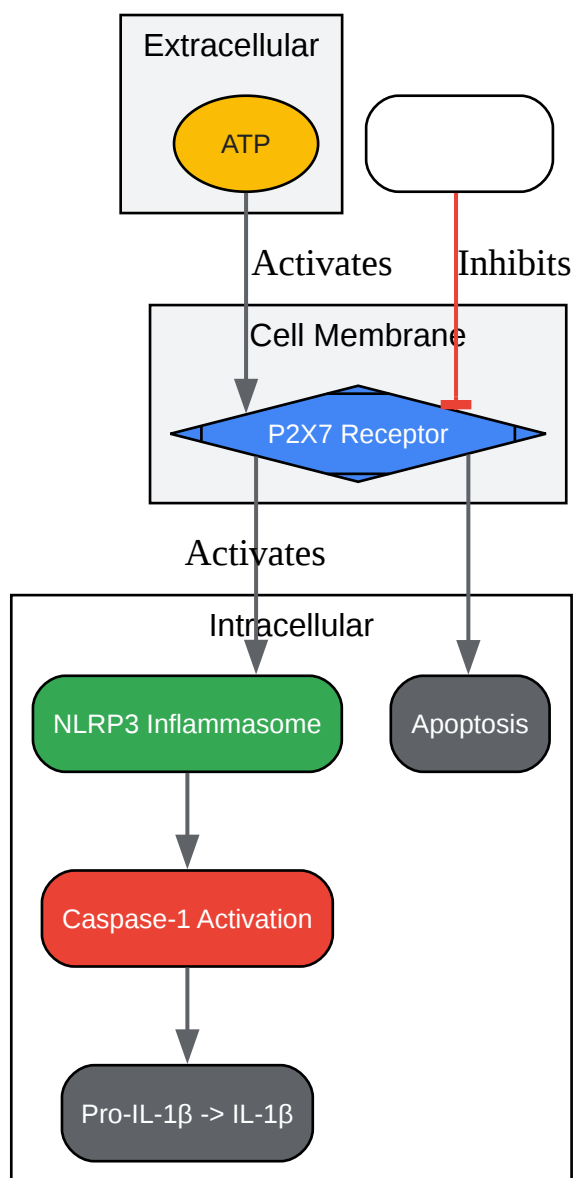 Extracellular
ATP
Activates
Inhibits
Cell Membrane
P2X7 Receptor
Activates
Intracellular
NLRP3 Inflammasome
Apoptosis
Caspase-1 Activation
Pro-IL-1β -> IL-1β